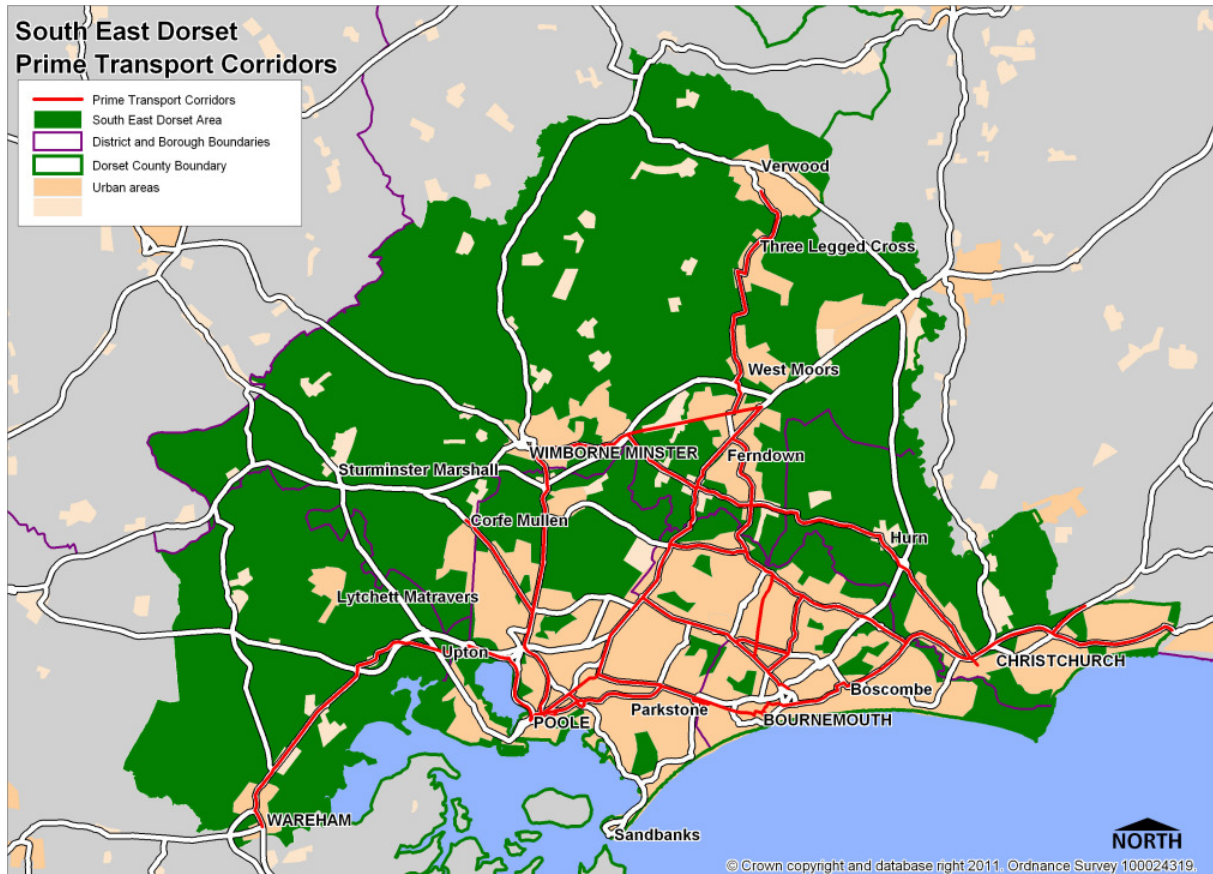 South East Dorset
Prime Transport Corridors
Prime Transport Corridors
South East Dorset Area
District and Borough Boundaries
Dorset County Boundary
Urban areas
Verwood
Three Legged Cross
West Moors
WIMBORNE MINSTER
Ferndown
Sturminster Marshall
Corfe Mullen
Hurn
Lytchett Matravers
Upton
CHRISTCHURCH
Boscombe
Parkstone
POOLE
BOURNEMOUTH
WAREHAM
Sandbanks
NORTH
© Crown copyright and database right 2011. Ordnance Survey 100024319.